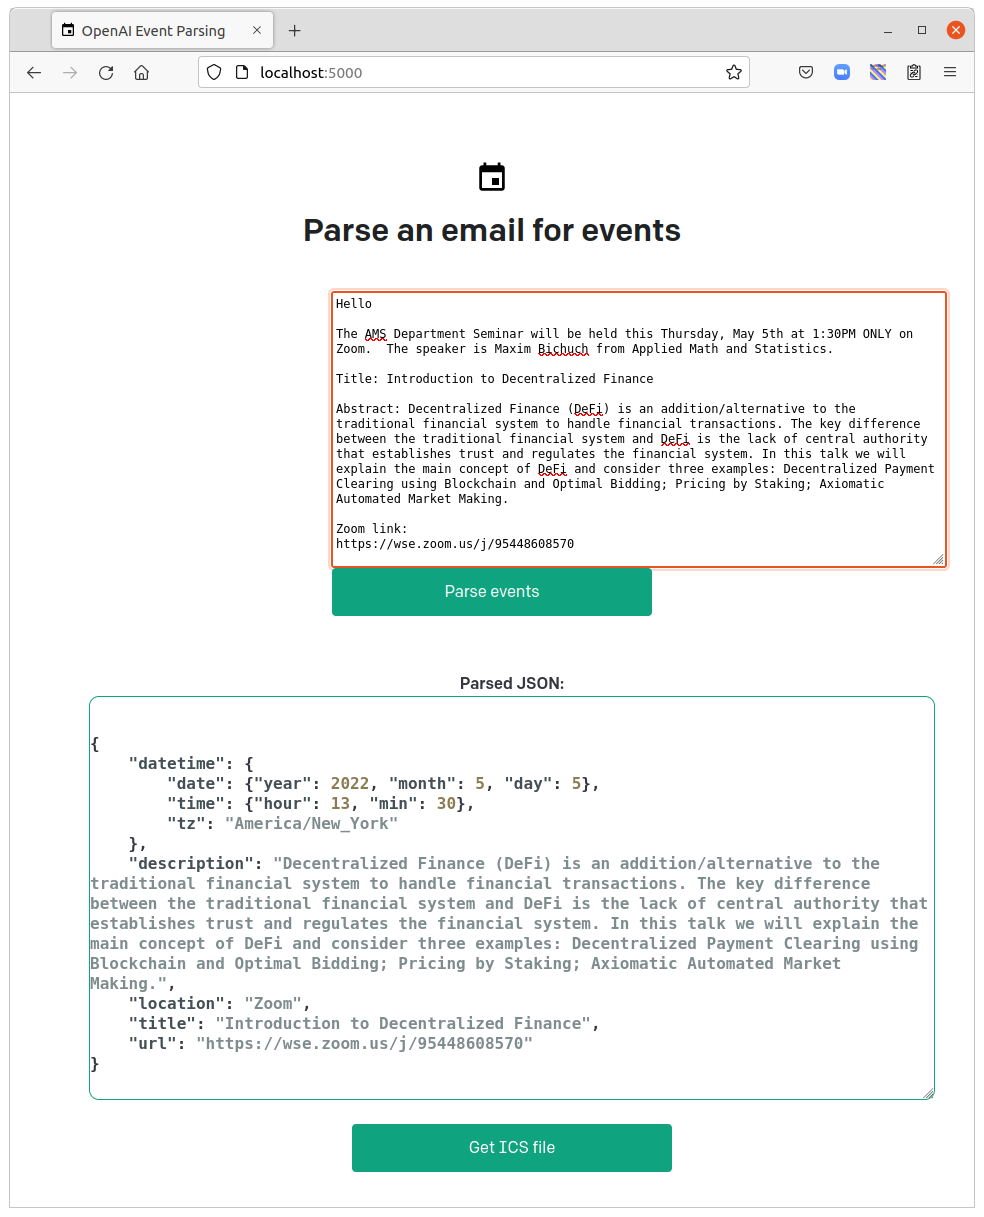 OpenAI Event Parsing
localhost:5000
Parse an email for events
Hello
The AMS Department Seminar will be held this Thursday, May 5th at 1:30PM ONLY on
Zoom.  The speaker is Maxim Bichuch from Applied Math and Statistics.
Title: Introduction to Decentralized Finance
Abstract: Decentralized Finance (DeFi) is an addition/alternative to the
traditional financial system to handle financial transactions. The key difference
between the traditional financial system and DeFi is the lack of central authority
that establishes trust and regulates the financial system. In this talk we will
explain the main concept of DeFi and consider three examples: Decentralized Payment
Clearing using Blockchain and Optimal Bidding; Pricing by Staking; Axiomatic
Automated Market Making.
Zoom link:
https://wse.zoom.us/j/95448608570
Parse events
Parsed JSON:
{
    "datetime": {
        "date": {"year": 2022, "month": 5, "day": 5},
        "time": {"hour": 13, "min": 30},
        "tz": "America/New_York"
    },
    "description": "Decentralized Finance (DeFi) is an addition/alternative to the
traditional financial system to handle financial transactions. The key difference
between the traditional financial system and DeFi is the lack of central authority that
establishes trust and regulates the financial system. In this talk we will explain the
main concept of DeFi and consider three examples: Decentralized Payment Clearing using
Blockchain and Optimal Bidding; Pricing by Staking; Axiomatic Automated Market
Making.",
    "location": "Zoom",
    "title": "Introduction to Decentralized Finance",
    "url": "https://wse.zoom.us/j/95448608570"
}
Get ICS file